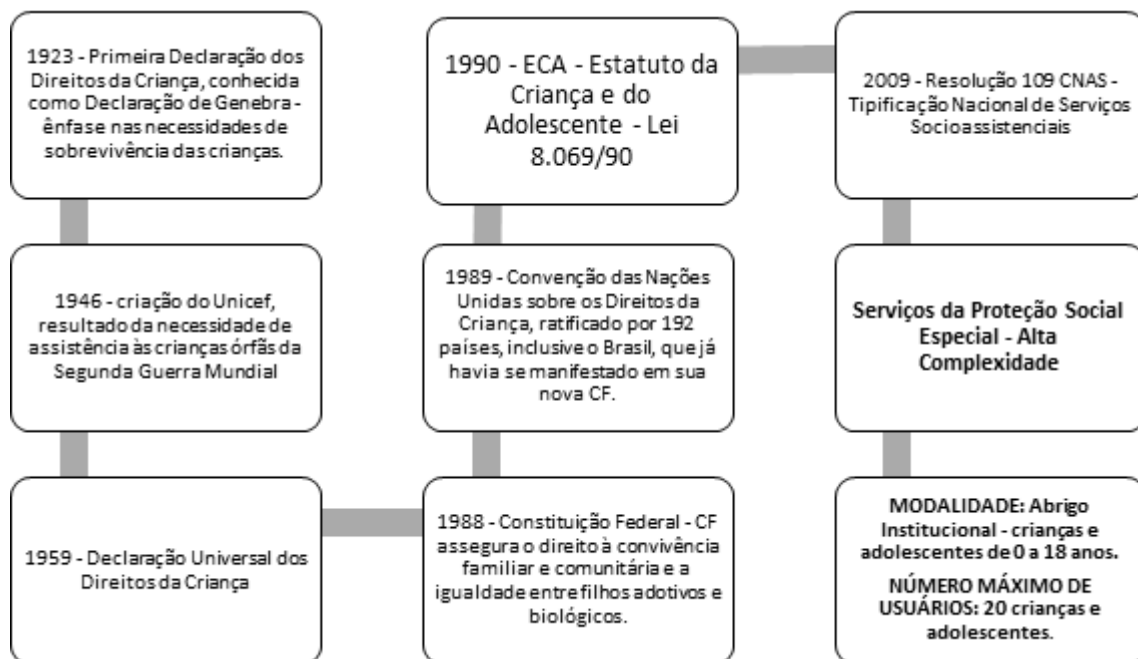 1923 - Primeira Declaração dos
Direitos da Criança, conhecida
como Declaração de Genebra -
ênfase nas necessidades de
sobrevivência das crianças.
1946 - criação do Unicef,
resultado da necessidade de
assistência às crianças órfãs da
Segunda Guerra Mundial
1959 - Declaração Universal dos
Direitos da Criança
1988 - Constituição Federal - CF
assegura o direito à convivência
familiar e comunitária e a
igualdade entre filhos adotivos e
biológicos.
1989 - Convenção das Nações
Unidas sobre os Direitos da
Criança, ratificado por 192
países, inclusive o Brasil, que já
havia se manifestado em sua
nova CF.
1990 - ECA - Estatuto da
Criança e do
Adolescente - Lei
8.069/90
2009 - Resolução 109 CNAS -
Tipificação Nacional de Serviços
Socioassistenciais
Serviços da Proteção Social
Especial - Alta
Complexidade
MODALIDADE: Abrigo
Institucional - crianças e
adolescentes de 0 a 18 anos.
NÚMERO MÁXIMO DE
USUÁRIOS: 20 crianças e
adolescentes.